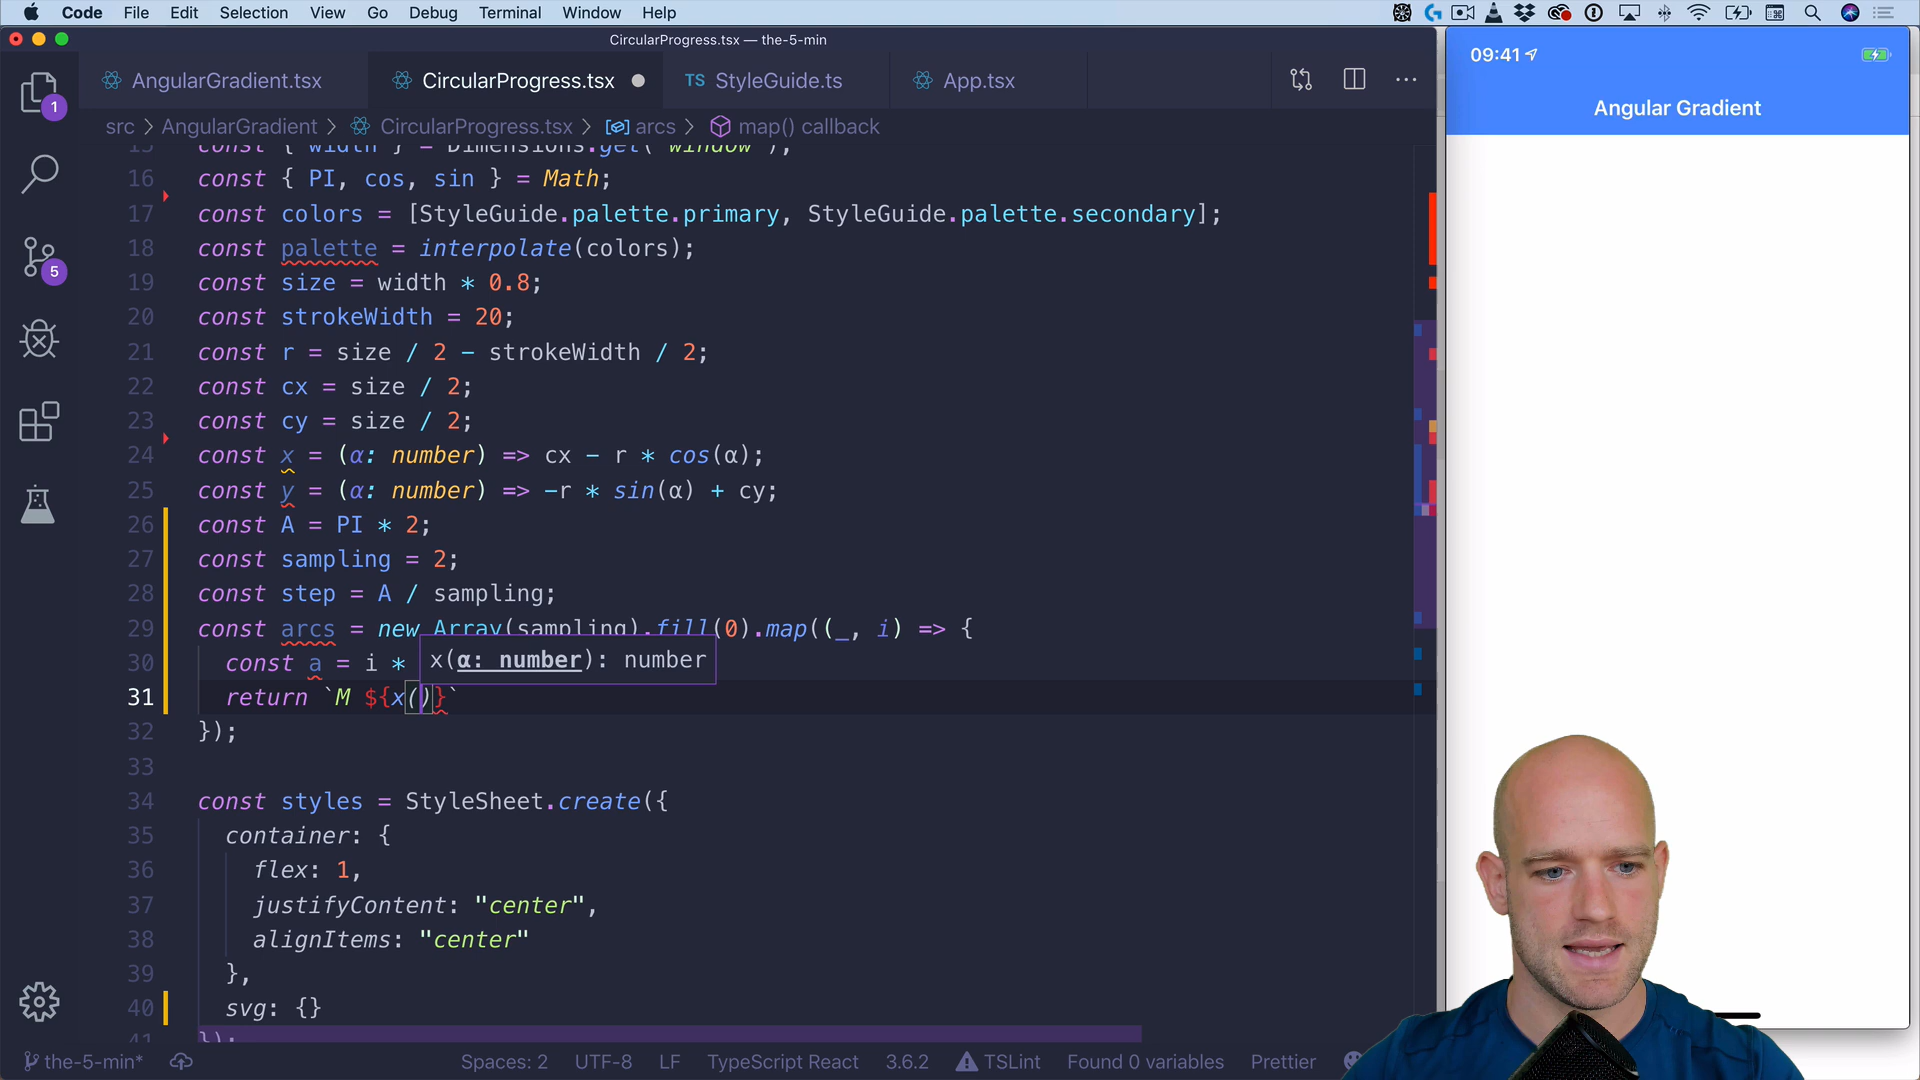 Code File Edit Selection View Go Debug Terminal Window Help
CircularProgress.tsx — the-5-min
AngularGradient.tsx
CircularProgress.tsx
TS StyleGuide.ts
App.tsx
src > AngularGradient > CircularProgress.tsx > arcs > map() callback
15 const { width } = Dimensions.get("window");
16 const { PI, cos, sin } = Math;
17 const colors = [StyleGuide.palette.primary, StyleGuide.palette.secondary];
18 const palette = interpolate(colors);
19 const size = width * 0.8;
20 const strokeWidth = 20;
21 const r = size / 2 - strokeWidth / 2;
22 const cx = size / 2;
23 const cy = size / 2;
24 const x = (α: number) => cx - r * cos(α);
25 const y = (α: number) => -r * sin(α) + cy;
26 const A = PI * 2;
27 const sampling = 2;
28 const step = A / sampling;
29 const arcs = new Array(sampling).fill(0).map((_, i) => {
30 const a = i *
x(α: number): number
31 return `M ${x()}`
32 });
33
34 const styles = StyleSheet.create({
35 container: {
36 flex: 1,
37 justifyContent: "center",
38 alignItems: "center"
39 },
40 svg: {}
41 });
1
5
the-5-min* Spaces: 2 UTF-8 LF TypeScript React 3.6.2 TSLint Found 0 variables Prettier
09:41
Angular Gradient